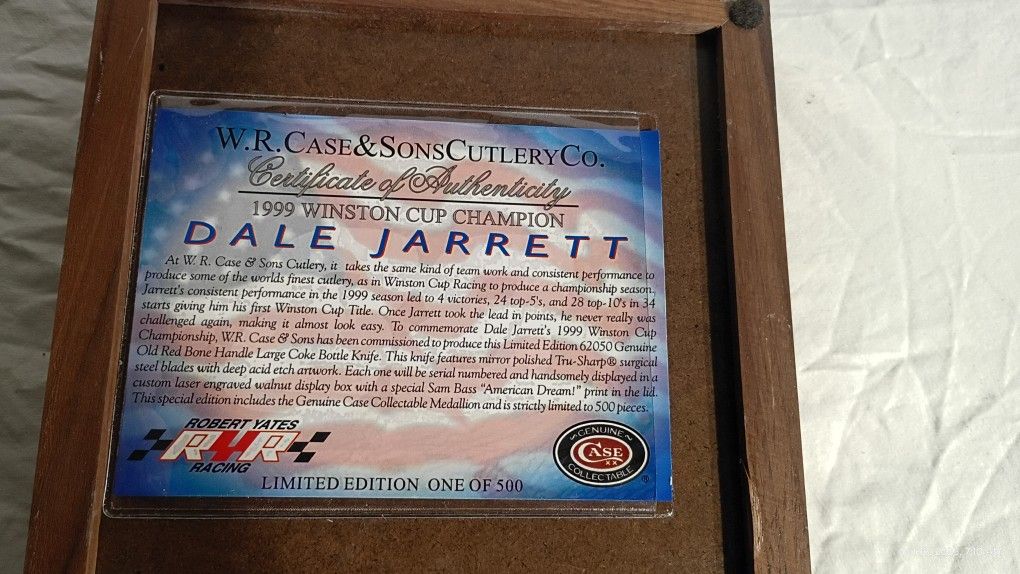 W.R.CASE&SONSCUTLERYCO.
Certificate of Authenticity
1999 WINSTON CUP CHAMPION
DALE JARRETT
At W. R. Case & Sons Cutlery, it takes the same kind of team work and consistent performance to
produce some of the worlds finest cutlery, as in Winston Cup Racing to produce a championship season.
Jarrett's consistent performance in the 1999 season led to 4 victories, 24 top-5's, and 28 top-10's in 34
starts giving him his first Winston Cup Title. Once Jarrett took the lead in points, he never really was
challenged again, making it almost look easy. To commemorate Dale Jarrett's 1999 Winston Cup
Championship, W.R. Case & Sons has been commissioned to produce this Limited Edition 62050 Genuine
Old Red Bone Handle Large Coke Bottle Knife. This knife features mirror polished Tru-Sharp® surgical
steel blades with deep acid etch artwork. Each one will be serial numbered and handsomely displayed in a
custom laser engraved walnut display box with a special Sam Bass "American Dream!" print in the lid.
This special edition includes the Genuine Case Collectable Medallion and is strictly limited to 500 pieces.
ROBERT YATES
RYR
RACING
GENUINE
CASE
XX
COLLECTABLE
®
LIMITED EDITION ONE OF 500